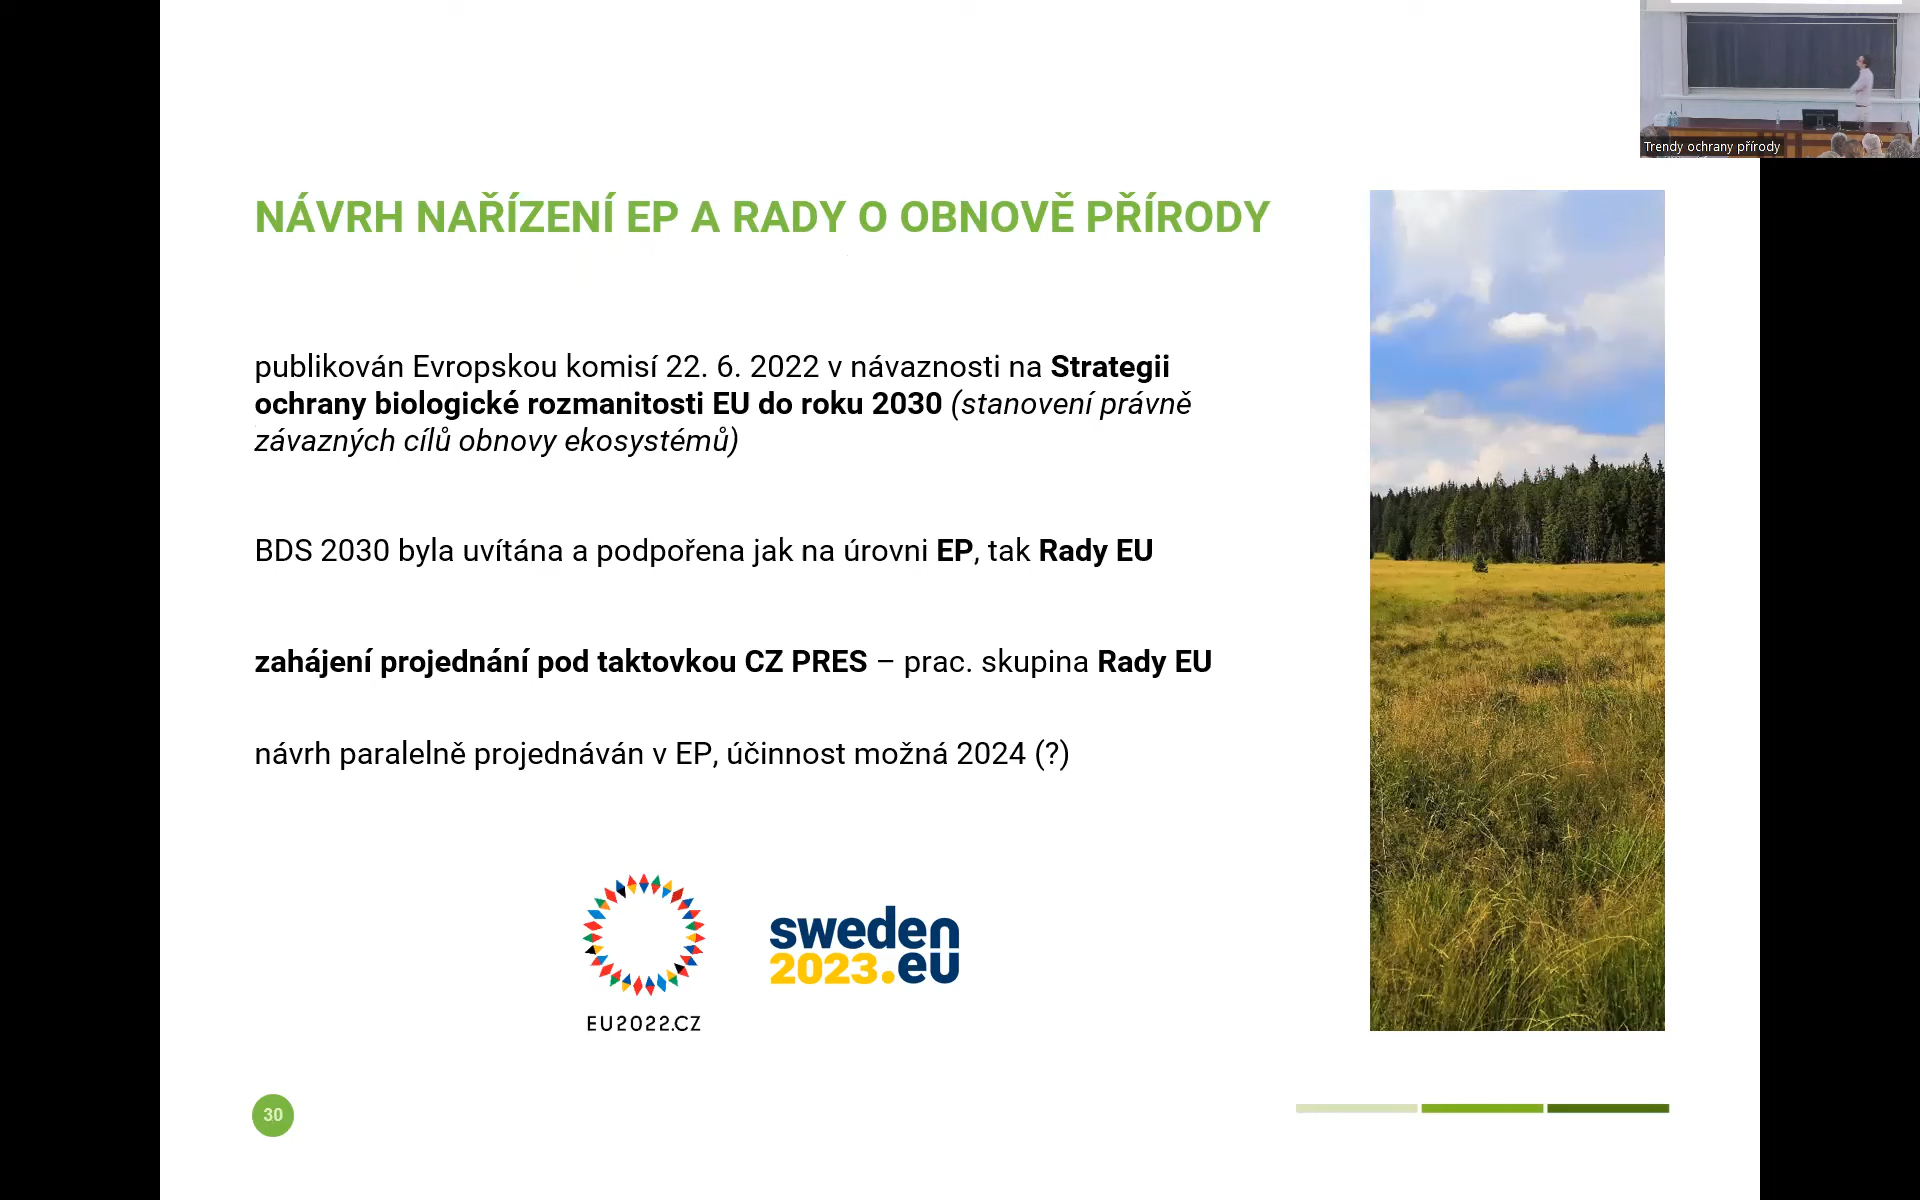 Trendy ochrany přírody
NÁVRH NAŘÍZENÍ EP A RADY O OBNOVĚ PŘÍRODY
publikován Evropskou komisí 22. 6. 2022 v návaznosti na Strategii
ochrany biologické rozmanitosti EU do roku 2030 (stanovení právně
závazných cílů obnovy ekosystémů)
BDS 2030 byla uvítána a podpořena jak na úrovni EP, tak Rady EU
zahájení projednání pod taktovkou CZ PRES – prac. skupina Rady EU
návrh paralelně projednáván v EP, účinnost možná 2024 (?)
EU2022.CZ
sweden
2023.eu
30